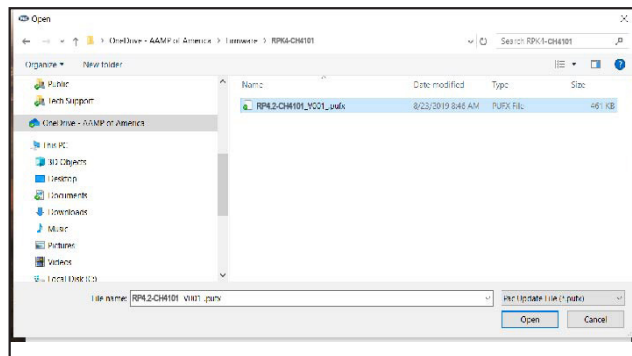 Open
OneDrive - AAMP of America > Firmware > RPK4-CH4101
Search RPK4-CH4101
Organize
New folder
Name
Date modified
Type
Size
Public
Tech Support
OneDrive - AAMP of America
This PC
3D Objects
Desktop
Documents
Downloads
Music
Pictures
Videos
Local Disk (C:)
RP4.2-CH4101_V001_.pufx
8/23/2019 8:46 AM
PUFX File
461 KB
File name:
RP4.2-CH4101_V001_.pufx
Pac Update File (*.pufx)
Open
Cancel